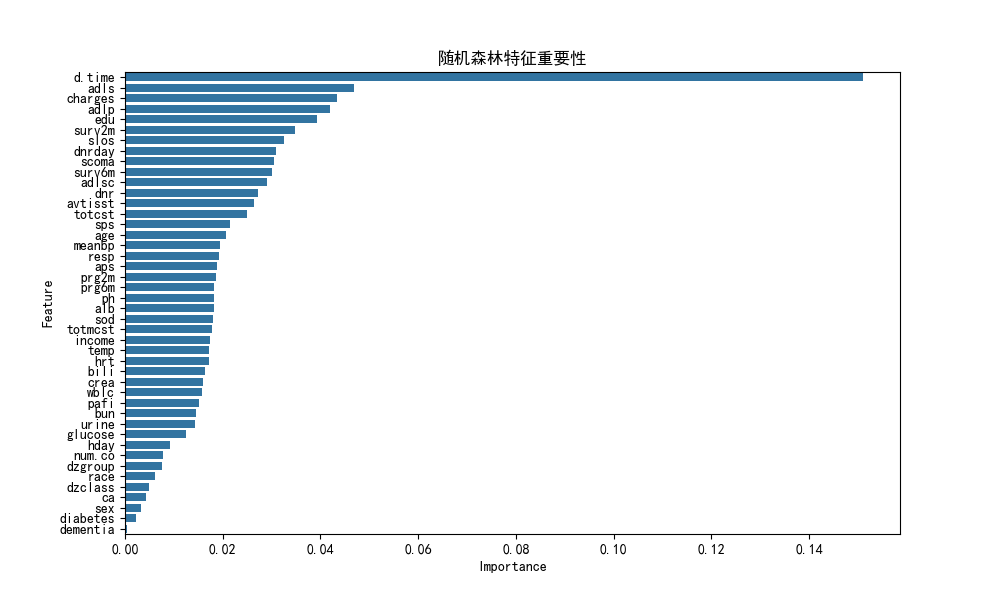 随机森林特征重要性
d.time
adls
charges
adlp
edu
surv2m
slos
dnrday
scoma
surv6m
adlsc
dnr
avtisst
totcst
sps
age
meanbp
resp
aps
prg2m
prg6m
ph
alb
sod
totmcst
income
temp
hrt
bili
crea
wblc
pafi
bun
urine
glucose
hday
num.co
dzgroup
race
dzclass
ca
sex
diabetes
dementia
Feature
0.00 0.02 0.04 0.06 0.08 0.10 0.12 0.14
Importance